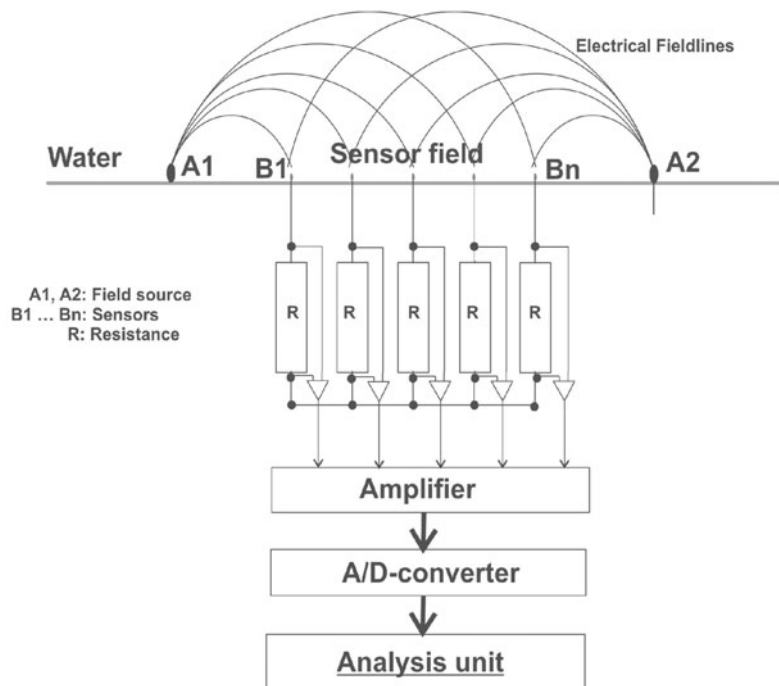 Electrical Fieldlines
Water
A1
B1
Sensor field
Bn
A2
A1, A2: Field source
B1 ... Bn: Sensors
R: Resistance
R R R R R
Amplifier
A/D-converter
Analysis unit